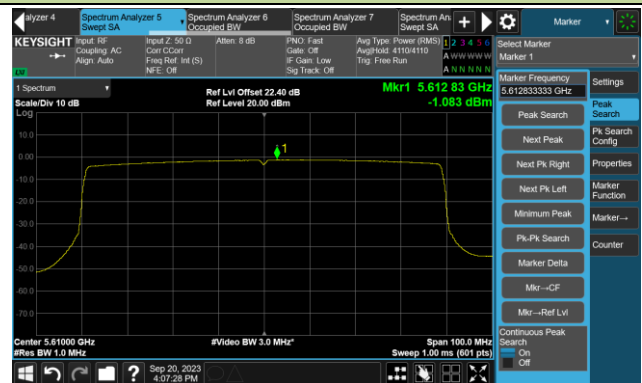 alyzer 4
Spectrum Analyzer 5
Swept SA
Spectrum Analyzer 6
Occupied BW
Spectrum Analyzer 7
Occupied BW
Spectrum An
Swept SA
Marker
KEYSIGHT
Input: RF
Coupling: AC
Align: Auto
Input Z: 50 Ω
Corr CCorr
Freq Ref: Int (S)
NFE: Off
Atten: 8 dB
PNO: Fast
Gate: Off
IF Gain: Low
Sig Track: Off
Avg Type: Power (RMS)
Avg|Hold: 4110/4110
Trig: Free Run
1 2 3 4 5 6
A W W W W W
A N N N N N
Select Marker
Marker 1
1 Spectrum
Scale/Div 10 dB
Log
Ref Lvl Offset 22.40 dB
Ref Level 20.00 dBm
Mkr1 5.612 83 GHz
-1.083 dBm
1
10.0
0.00
-10.0
-20.0
-30.0
-40.0
-50.0
-60.0
-70.0
Center 5.61000 GHz
#Res BW 1.0 MHz
#Video BW 3.0 MHz*
Span 100.0 MHz
Sweep 1.00 ms (601 pts)
Marker Frequency
5.612833333 GHz
Peak Search
Next Peak
Next Pk Right
Next Pk Left
Minimum Peak
Pk-Pk Search
Marker Delta
Mkr→CF
Mkr→Ref Lvl
Continuous Peak
Search
On
Off
Settings
Peak
Search
Pk Search
Config
Properties
Marker
Function
Marker→
Counter
?
Sep 20, 2023
4:07:28 PM